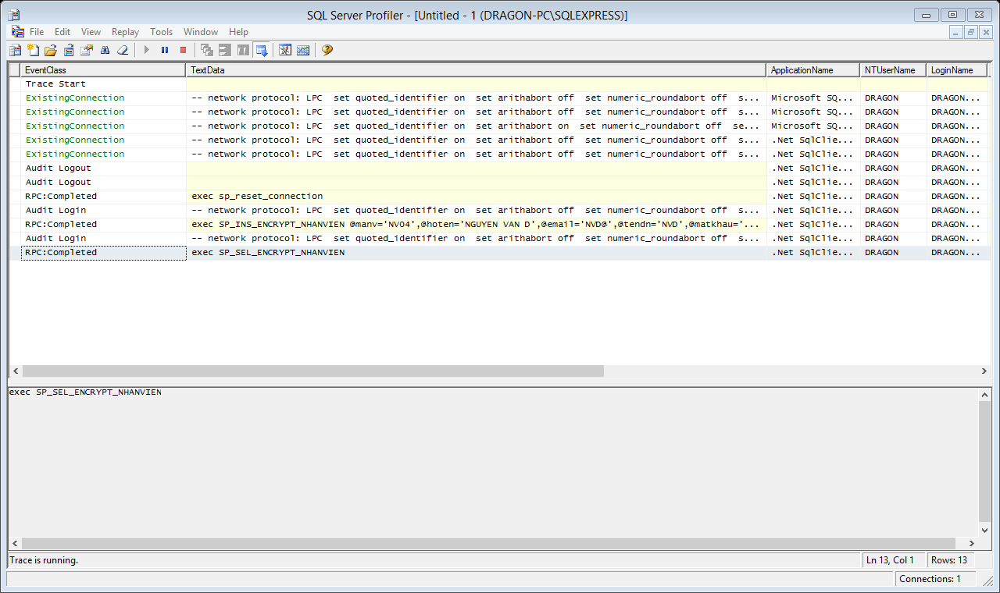 SQL Server Profiler - [Untitled - 1 (DRAGON-PC\SQLEXPRESS)]
File Edit View Replay Tools Window Help
EventClass TextData ApplicationName NTUserName LoginName
Trace Start
ExistingConnection -- network protocol: LPC set quoted_identifier on set arithabort off set numeric_roundabort off s... Microsoft SQ... DRAGON DRAGON...
ExistingConnection -- network protocol: LPC set quoted_identifier on set arithabort off set numeric_roundabort off s... Microsoft SQ... DRAGON DRAGON...
ExistingConnection -- network protocol: LPC set quoted_identifier on set arithabort on set numeric_roundabort off se... Microsoft SQ... DRAGON DRAGON...
ExistingConnection -- network protocol: LPC set quoted_identifier on set arithabort off set numeric_roundabort off s... .Net SqlClie... DRAGON DRAGON...
ExistingConnection -- network protocol: LPC set quoted_identifier on set arithabort off set numeric_roundabort off s... .Net SqlClie... DRAGON DRAGON...
Audit Logout .Net SqlClie... DRAGON DRAGON...
Audit Logout .Net SqlClie... DRAGON DRAGON...
RPC:Completed exec sp_reset_connection .Net SqlClie... DRAGON DRAGON...
Audit Login -- network protocol: LPC set quoted_identifier on set arithabort off set numeric_roundabort off s... .Net SqlClie... DRAGON DRAGON...
RPC:Completed exec SP_INS_ENCRYPT_NHANVIEN @manv='NV04',@hoten='NGUYEN VAN D',@email='NVD@',@tendn='NVD',@matkhau='... .Net SqlClie... DRAGON DRAGON...
Audit Login -- network protocol: LPC set quoted_identifier on set arithabort off set numeric_roundabort off s... .Net SqlClie... DRAGON DRAGON...
RPC:Completed exec SP_SEL_ENCRYPT_NHANVIEN .Net SqlClie... DRAGON DRAGON...
exec SP_SEL_ENCRYPT_NHANVIEN
Trace is running. Ln 13, Col 1 Rows: 13
Connections: 1